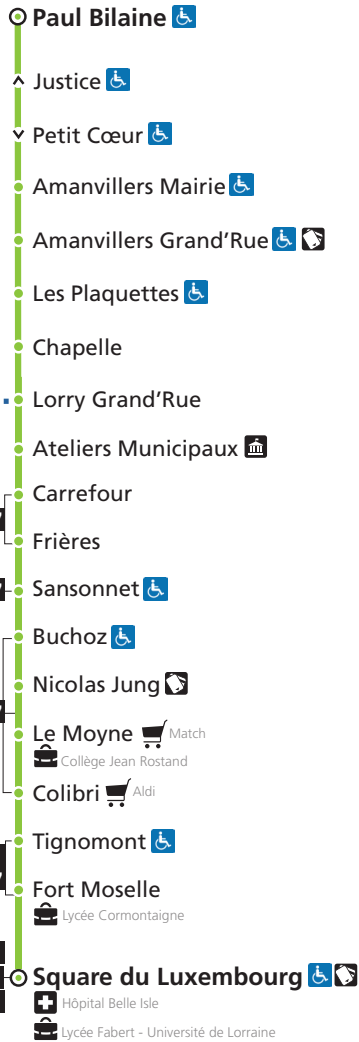 Paul Bilaine
Justice
Petit Cœur
Amanvillers Mairie
Amanvillers Grand'Rue
Les Plaquettes
Chapelle
Lorry Grand'Rue
Ateliers Municipaux
Carrefour
Frières
Sansonnet
Buchoz
Nicolas Jung
Le Moyne Match
Collège Jean Rostand
Colibri Aldi
Tignomont
Fort Moselle
Lycée Cormontaigne
Square du Luxembourg
Hôpital Belle Isle
Lycée Fabert - Université de Lorraine